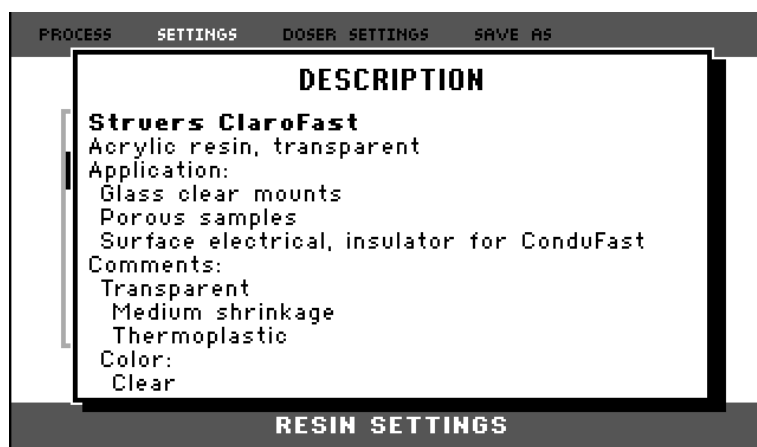 PROCESS SETTINGS DOSER SETTINGS SAVE AS
DESCRIPTION
Struers ClaroFast
Acrylic resin, transparent
Application:
Glass clear mounts
Porous samples
Surface electrical, insulator for ConduFast
Comments:
Transparent
Medium shrinkage
Thermoplastic
Color:
Clear
RESIN SETTINGS